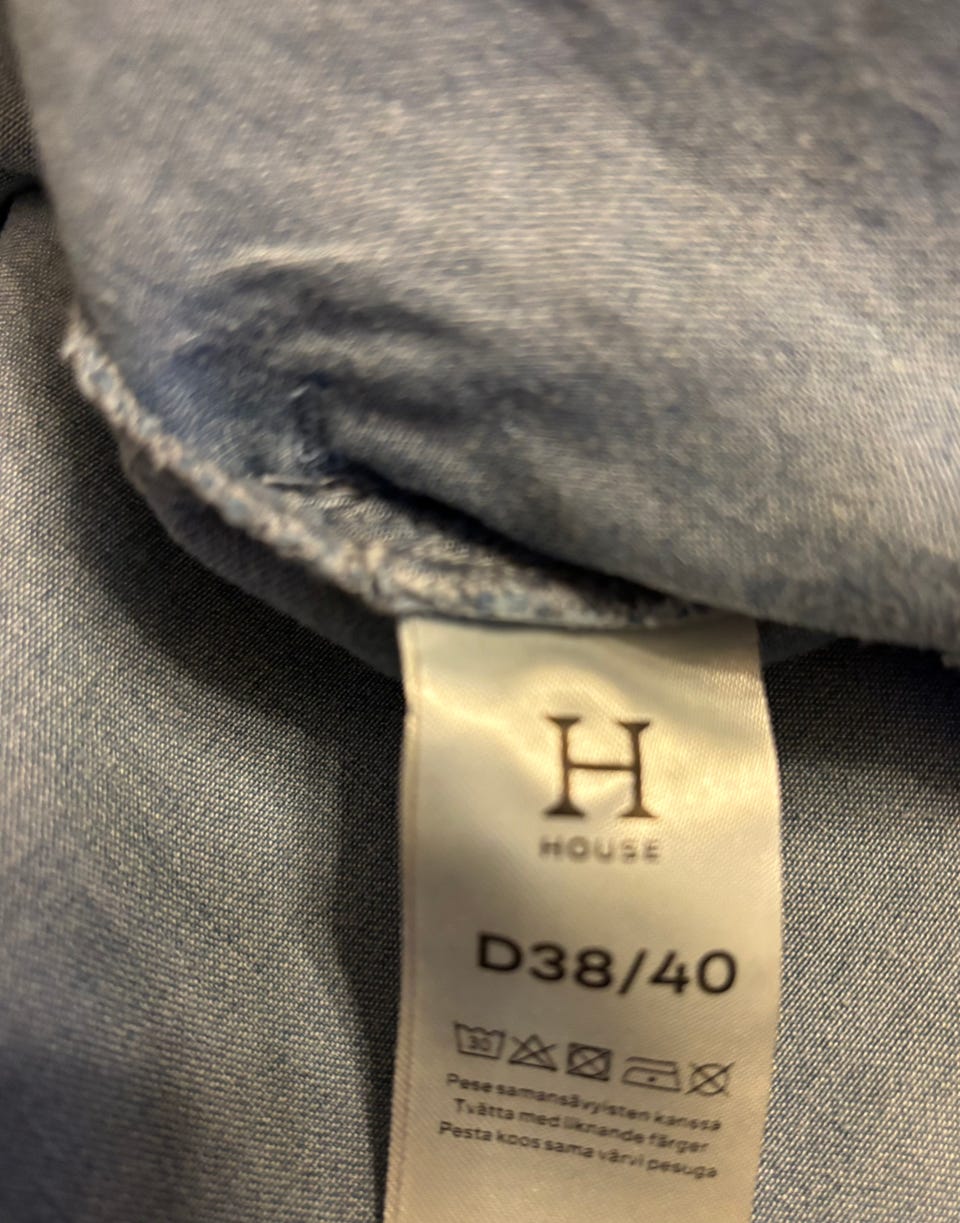 H
HOUSE
D38/40
30
Pese samansävyisten kanssa
Tvätta med liknande färger
Pesta koos sama värvi pesuga